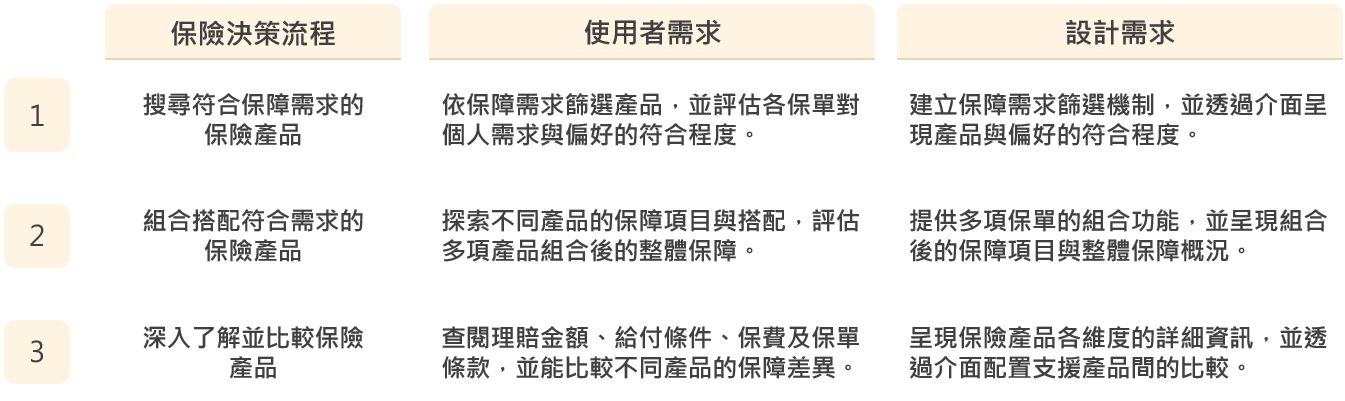 保險決策流程
使用者需求
設計需求
1
搜尋符合保障需求的
保險產品
依保障需求篩選產品，並評估各保單對
個人需求與偏好的符合程度。
建立保障需求篩選機制，並透過介面呈
現產品與偏好的符合程度。
2
組合搭配符合需求的
保險產品
探索不同產品的保障項目與搭配，評估
多項產品組合後的整體保障。
提供多項保單的組合功能，並呈現組合
後的保障項目與整體保障概況。
3
深入了解並比較保險
產品
查閱理賠金額、給付條件、保費及保單
條款，並能比較不同產品的保障差異。
呈現保險產品各維度的詳細資訊，並透
過介面配置支援產品間的比較。